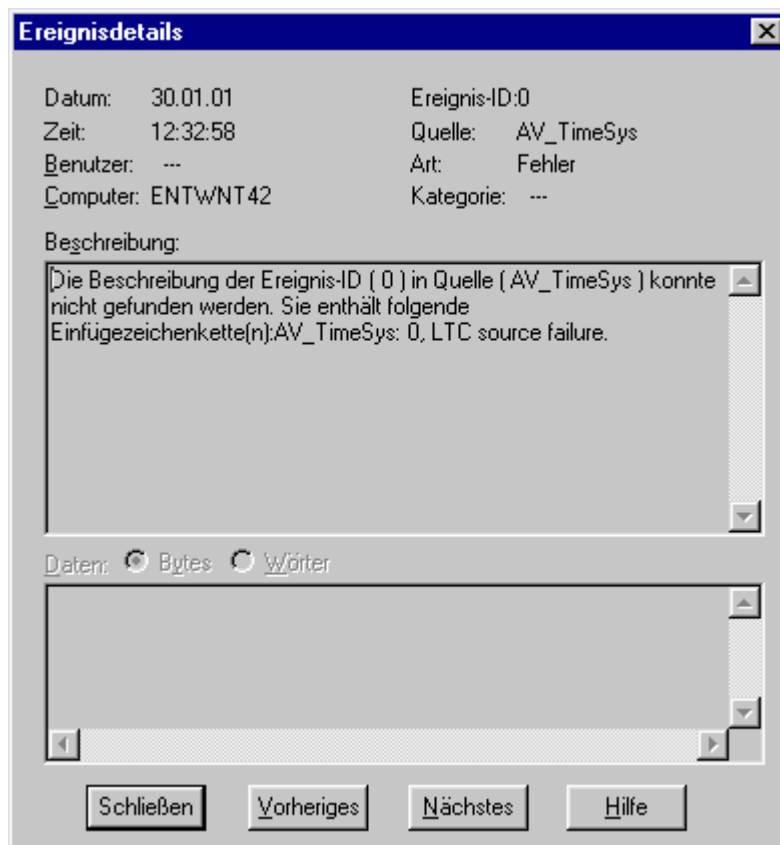 Ereignisdetails
Datum: 30.01.01 Ereignis-ID:0
Zeit: 12:32:58 Quelle: AV_TimeSys
Benutzer: --- Art: Fehler
Computer: ENTWNT42 Kategorie: ---
Beschreibung:
Die Beschreibung der Ereignis-ID ( 0 ) in Quelle ( AV_TimeSys ) konnte
nicht gefunden werden. Sie enthält folgende
Einfügezeichenkette(n):AV_TimeSys: 0, LTC source failure.
Daten: Bytes Wörter
Schließen Vorheriges Nächstes Hilfe